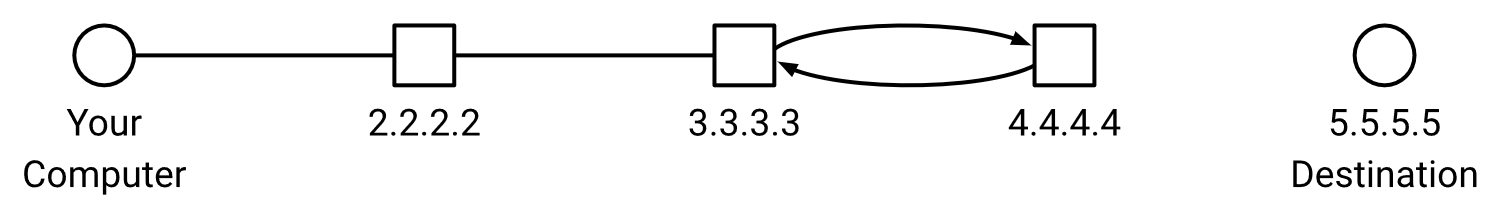 Your
Computer
2.2.2.2
3.3.3.3
4.4.4.4
5.5.5.5
Destination